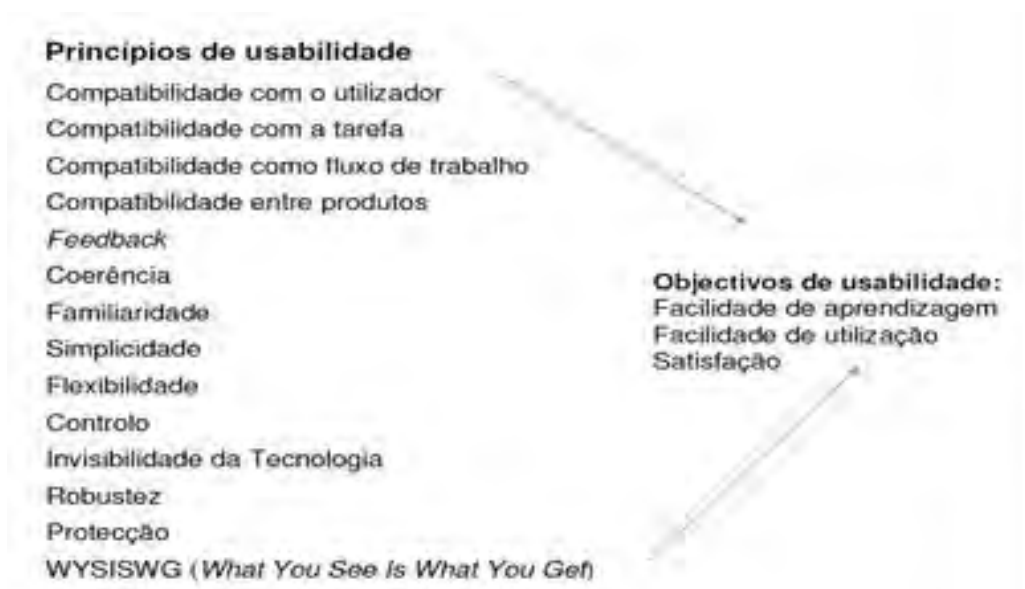 Princípios de usabilidade
Compatibilidade com o utilizador
Compatibilidade com a tarefa
Compatibilidade como fluxo de trabalho
Compatibilidade entre produtos
Feedback
Coerência
Familiaridade
Simplicidade
Flexibilidade
Controlo
Invisibilidade da Tecnologia
Robustez
Protecção
WYSISWG (What You See Is What You Get)
Objectivos de usabilidade:
Facilidade de aprendizagem
Facilidade de utilização
Satisfação